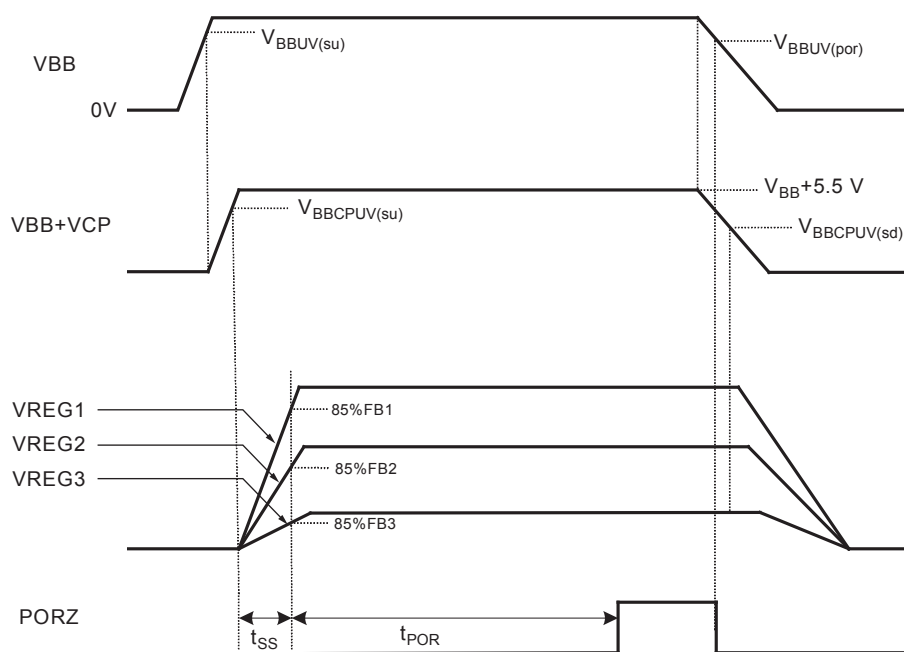 VBB
V_BBUV(su)
V_BBUV(por)
0V
VBB+VCP
V_BBCPUV(su)
V_BB+5.5 V
V_BBCPUV(sd)
VREG1
85%FB1
VREG2
85%FB2
VREG3
85%FB3
PORZ
t_SS
t_POR